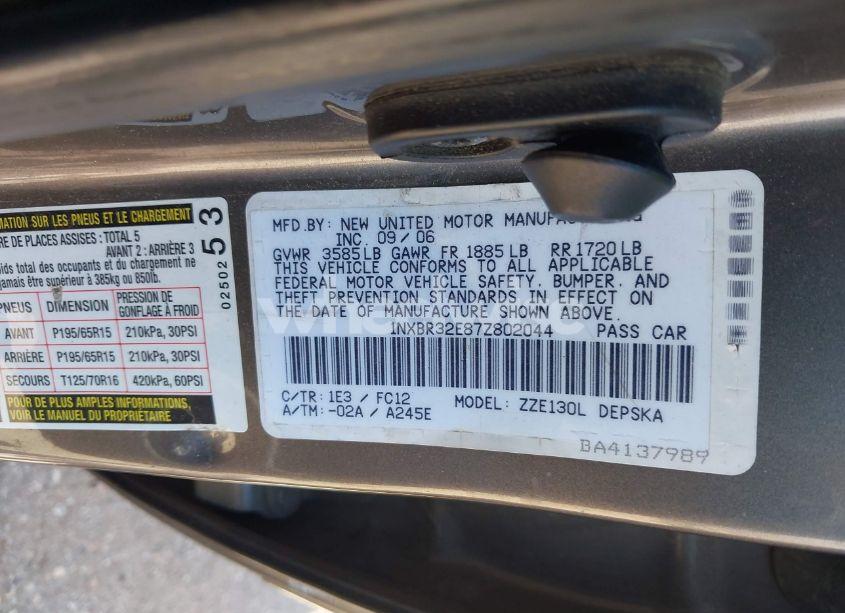 MATION SUR LES PNEUS ET LE CHARGEMENT
RE DE PLACES ASSISES : TOTAL 5
AVANT 2 : ARRIÈRE 3
oids total des occupants et du chargement
jamais être supérieur à 385kg ou 850lb.
PNEUS DIMENSION PRESSION DE GONFLAGE À FROID
AVANT P195/65R15 210kPa, 30PSI
ARRIÈRE P195/65R15 210kPa, 30PSI
SECOURS T125/70R16 420kPa, 60PSI
POUR DE PLUS AMPLES INFORMATIONS,
VOIR LE MANUEL DU PROPRIÉTAIRE
02502 53
MFD.BY: NEW UNITED MOTOR
INC. 09/06
GVWR 3585LB GAWR FR 1885LB RR 1720LB
THIS VEHICLE CONFORMS TO ALL APPLICABLE
FEDERAL MOTOR VEHICLE SAFETY, BUMPER, AND
THEFT PREVENTION STANDARDS IN EFFECT ON
THE DATE OF MANUFACTURE SHOWN ABOVE.
1NXBR32E87Z802044 PASS CAR
C/TR: 1E3 / FC12
A/TM: -02A / A245E MODEL: ZZE130L DEPSKA
BA4137989